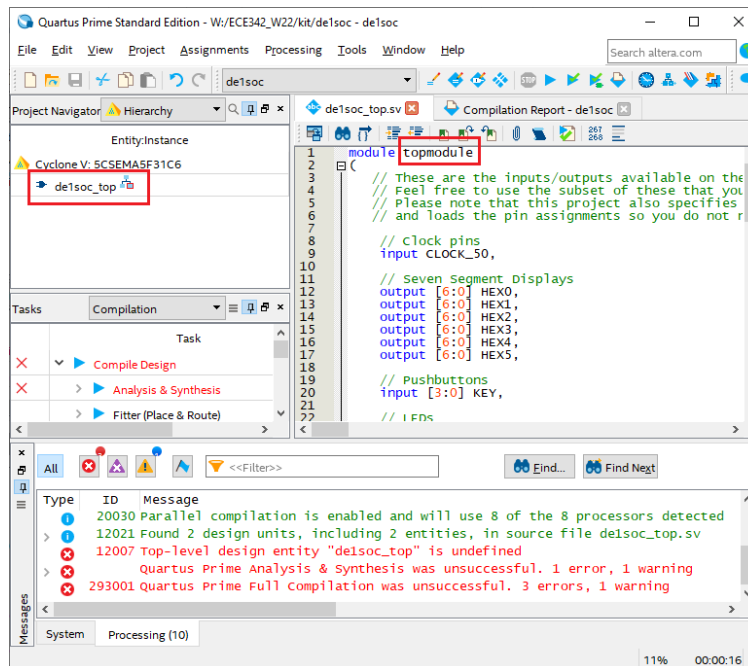 Quartus Prime Standard Edition - W:/ECE342_W22/kit/de1soc - de1soc
File Edit View Project Assignments Processing Tools Window Help
Search altera.com
de1soc
Project Navigator Hierarchy
de1soc_top.sv
Compilation Report - de1soc
Entity:Instance
Cyclone V: 5CSEMA5F31C6
de1soc_top
267
268
1 module topmodule
2 (
3 // These are the inputs/outputs available on the
4 // Feel free to use the subset of these that you
5 // Please note that this project also specifies
6 // and loads the pin assignments so you do not
7
8 // Clock pins
9 input CLOCK_50,
10
11 // Seven Segment Displays
12 output [6:0] HEX0,
13 output [6:0] HEX1,
14 output [6:0] HEX2,
15 output [6:0] HEX3,
16 output [6:0] HEX4,
17 output [6:0] HEX5,
18
19 // Pushbuttons
20 input [3:0] KEY,
21
22 // LEDs
Tasks Compilation
Task
Compile Design
Analysis & Synthesis
Fitter (Place & Route)
All
<<Filter>>
Find...
Find Next
Type ID Message
20030 Parallel compilation is enabled and will use 8 of the 8 processors detected
12021 Found 2 design units, including 2 entities, in source file de1soc_top.sv
12007 Top-level design entity "de1soc_top" is undefined
Quartus Prime Analysis & Synthesis was unsuccessful. 1 error, 1 warning
293001 Quartus Prime Full Compilation was unsuccessful. 3 errors, 1 warning
Messages
System Processing (10)
11% 00:00:16